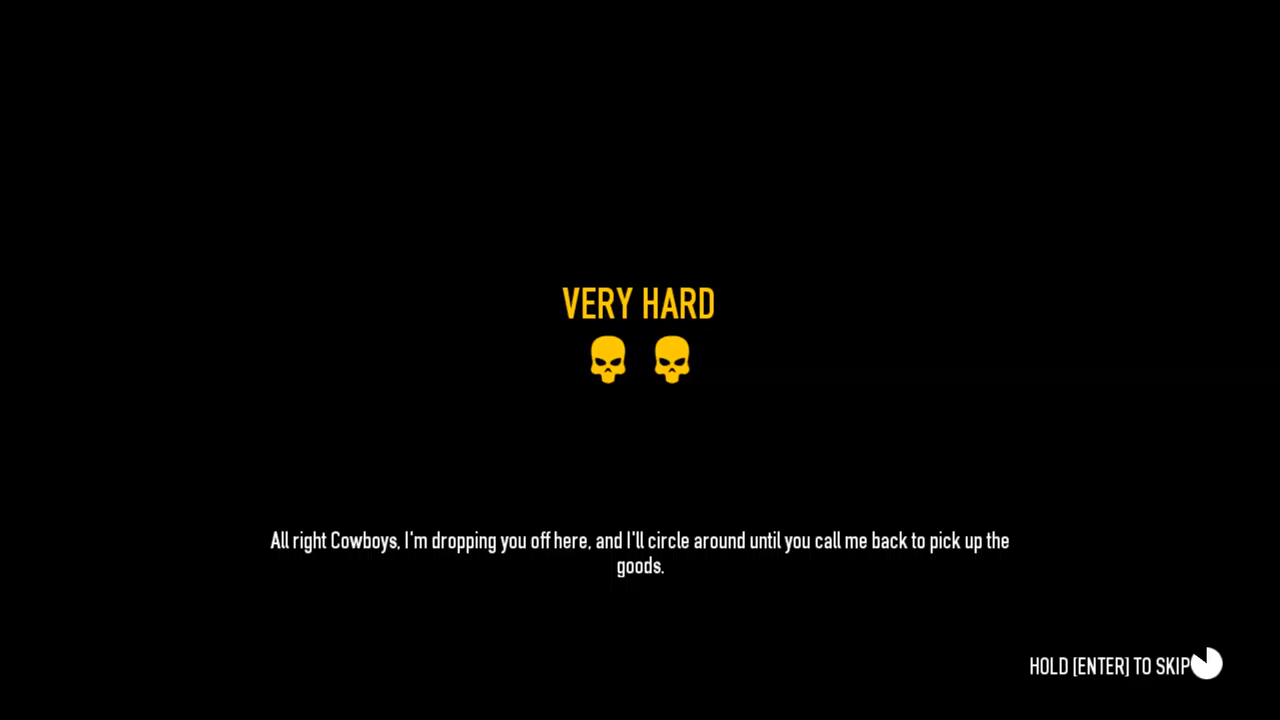 VERY HARD
All right Cowboys, I'm dropping you off here, and I'll circle around until you call me back to pick up the
goods.
HOLD [ENTER] TO SKIP